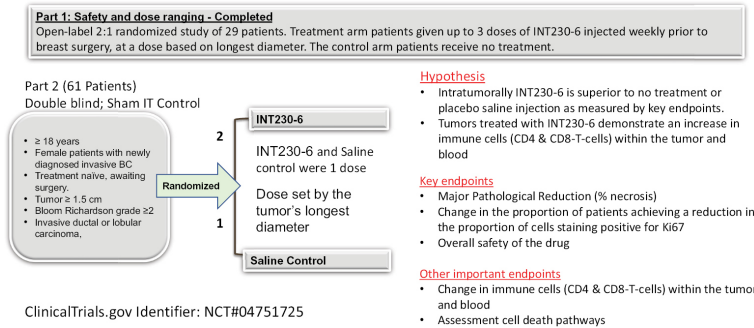 Part 1: Safety and dose ranging - Completed
Open-label 2:1 randomized study of 29 patients. Treatment arm patients given up to 3 doses of INT230-6 injected weekly prior to
breast surgery, at a dose based on longest diameter. The control arm patients receive no treatment.
Part 2 (61 Patients)
Double blind; Sham IT Control
• ≥ 18 years
• Female patients with newly
diagnosed invasive BC
• Treatment naïve, awaiting
surgery.
• Tumor ≥ 1.5 cm
• Bloom Richardson grade ≥2
• Invasive ductal or lobular
carcinoma,
Randomized
2
1
INT230-6
INT230-6 and Saline
control were 1 dose
Dose set by the
tumor's longest
diameter
Saline Control
Hypothesis
• Intratumorally INT230-6 is superior to no treatment or
placebo saline injection as measured by key endpoints.
• Tumors treated with INT230-6 demonstrate an increase in
immune cells (CD4 & CD8-T-cells) within the tumor and
blood
Key endpoints
• Major Pathological Reduction (% necrosis)
• Change in the proportion of patients achieving a reduction in
the proportion of cells staining positive for Ki67
• Overall safety of the drug
Other important endpoints
• Change in immune cells (CD4 & CD8-T-cells) within the tumor
and blood
• Assessment cell death pathways
ClinicalTrials.gov Identifier: NCT#04751725